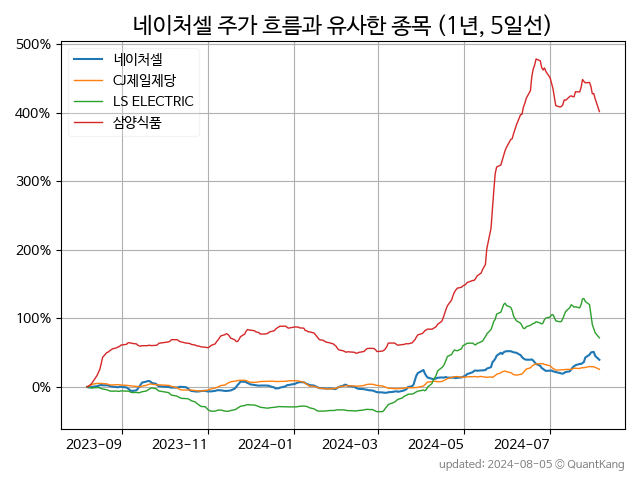 네이처셀 주가 흐름과 유사한 종목 (1년, 5일선)
500%
400%
300%
200%
100%
0%
네이처셀
CJ제일제당
LS ELECTRIC
삼양식품
2023-09
2023-11
2024-01
2024-03
2024-05
2024-07
updated: 2024-08-05 © QuantKang